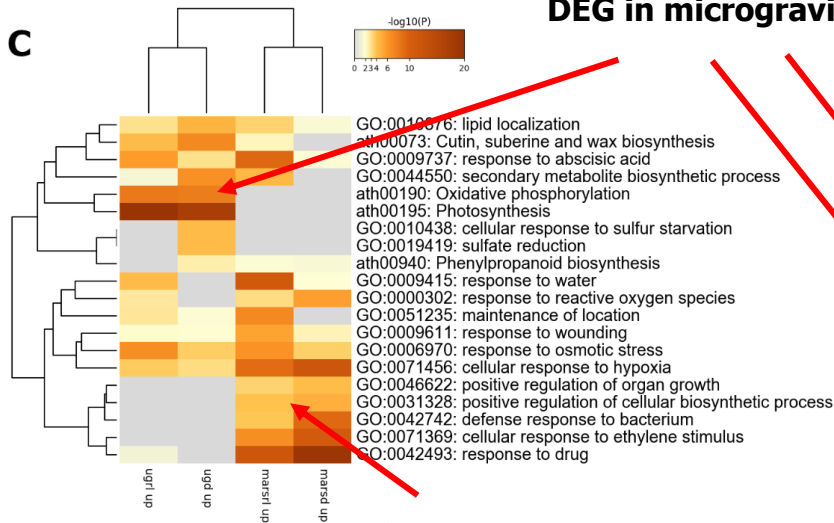 DEG in microgravi
C
-log10(P)
0 2 3 4 6 10 20
GO:0010876: lipid localization
ath00073: Cutin, suberine and wax biosynthesis
GO:0009737: response to abscisic acid
GO:0044550: secondary metabolite biosynthetic process
ath00190: Oxidative phosphorylation
ath00195: Photosynthesis
GO:0010438: cellular response to sulfur starvation
GO:0019419: sulfate reduction
ath00940: Phenylpropanoid biosynthesis
GO:0009415: response to water
GO:0000302: response to reactive oxygen species
GO:0051235: maintenance of location
GO:0009611: response to wounding
GO:0006970: response to osmotic stress
GO:0071456: cellular response to hypoxia
GO:0046622: positive regulation of organ growth
GO:0031328: positive regulation of cellular biosynthetic process
GO:0042742: defense response to bacterium
GO:0071369: cellular response to ethylene stimulus
GO:0042493: response to drug
ugrl up
ugd up
marsrl up
marsd up